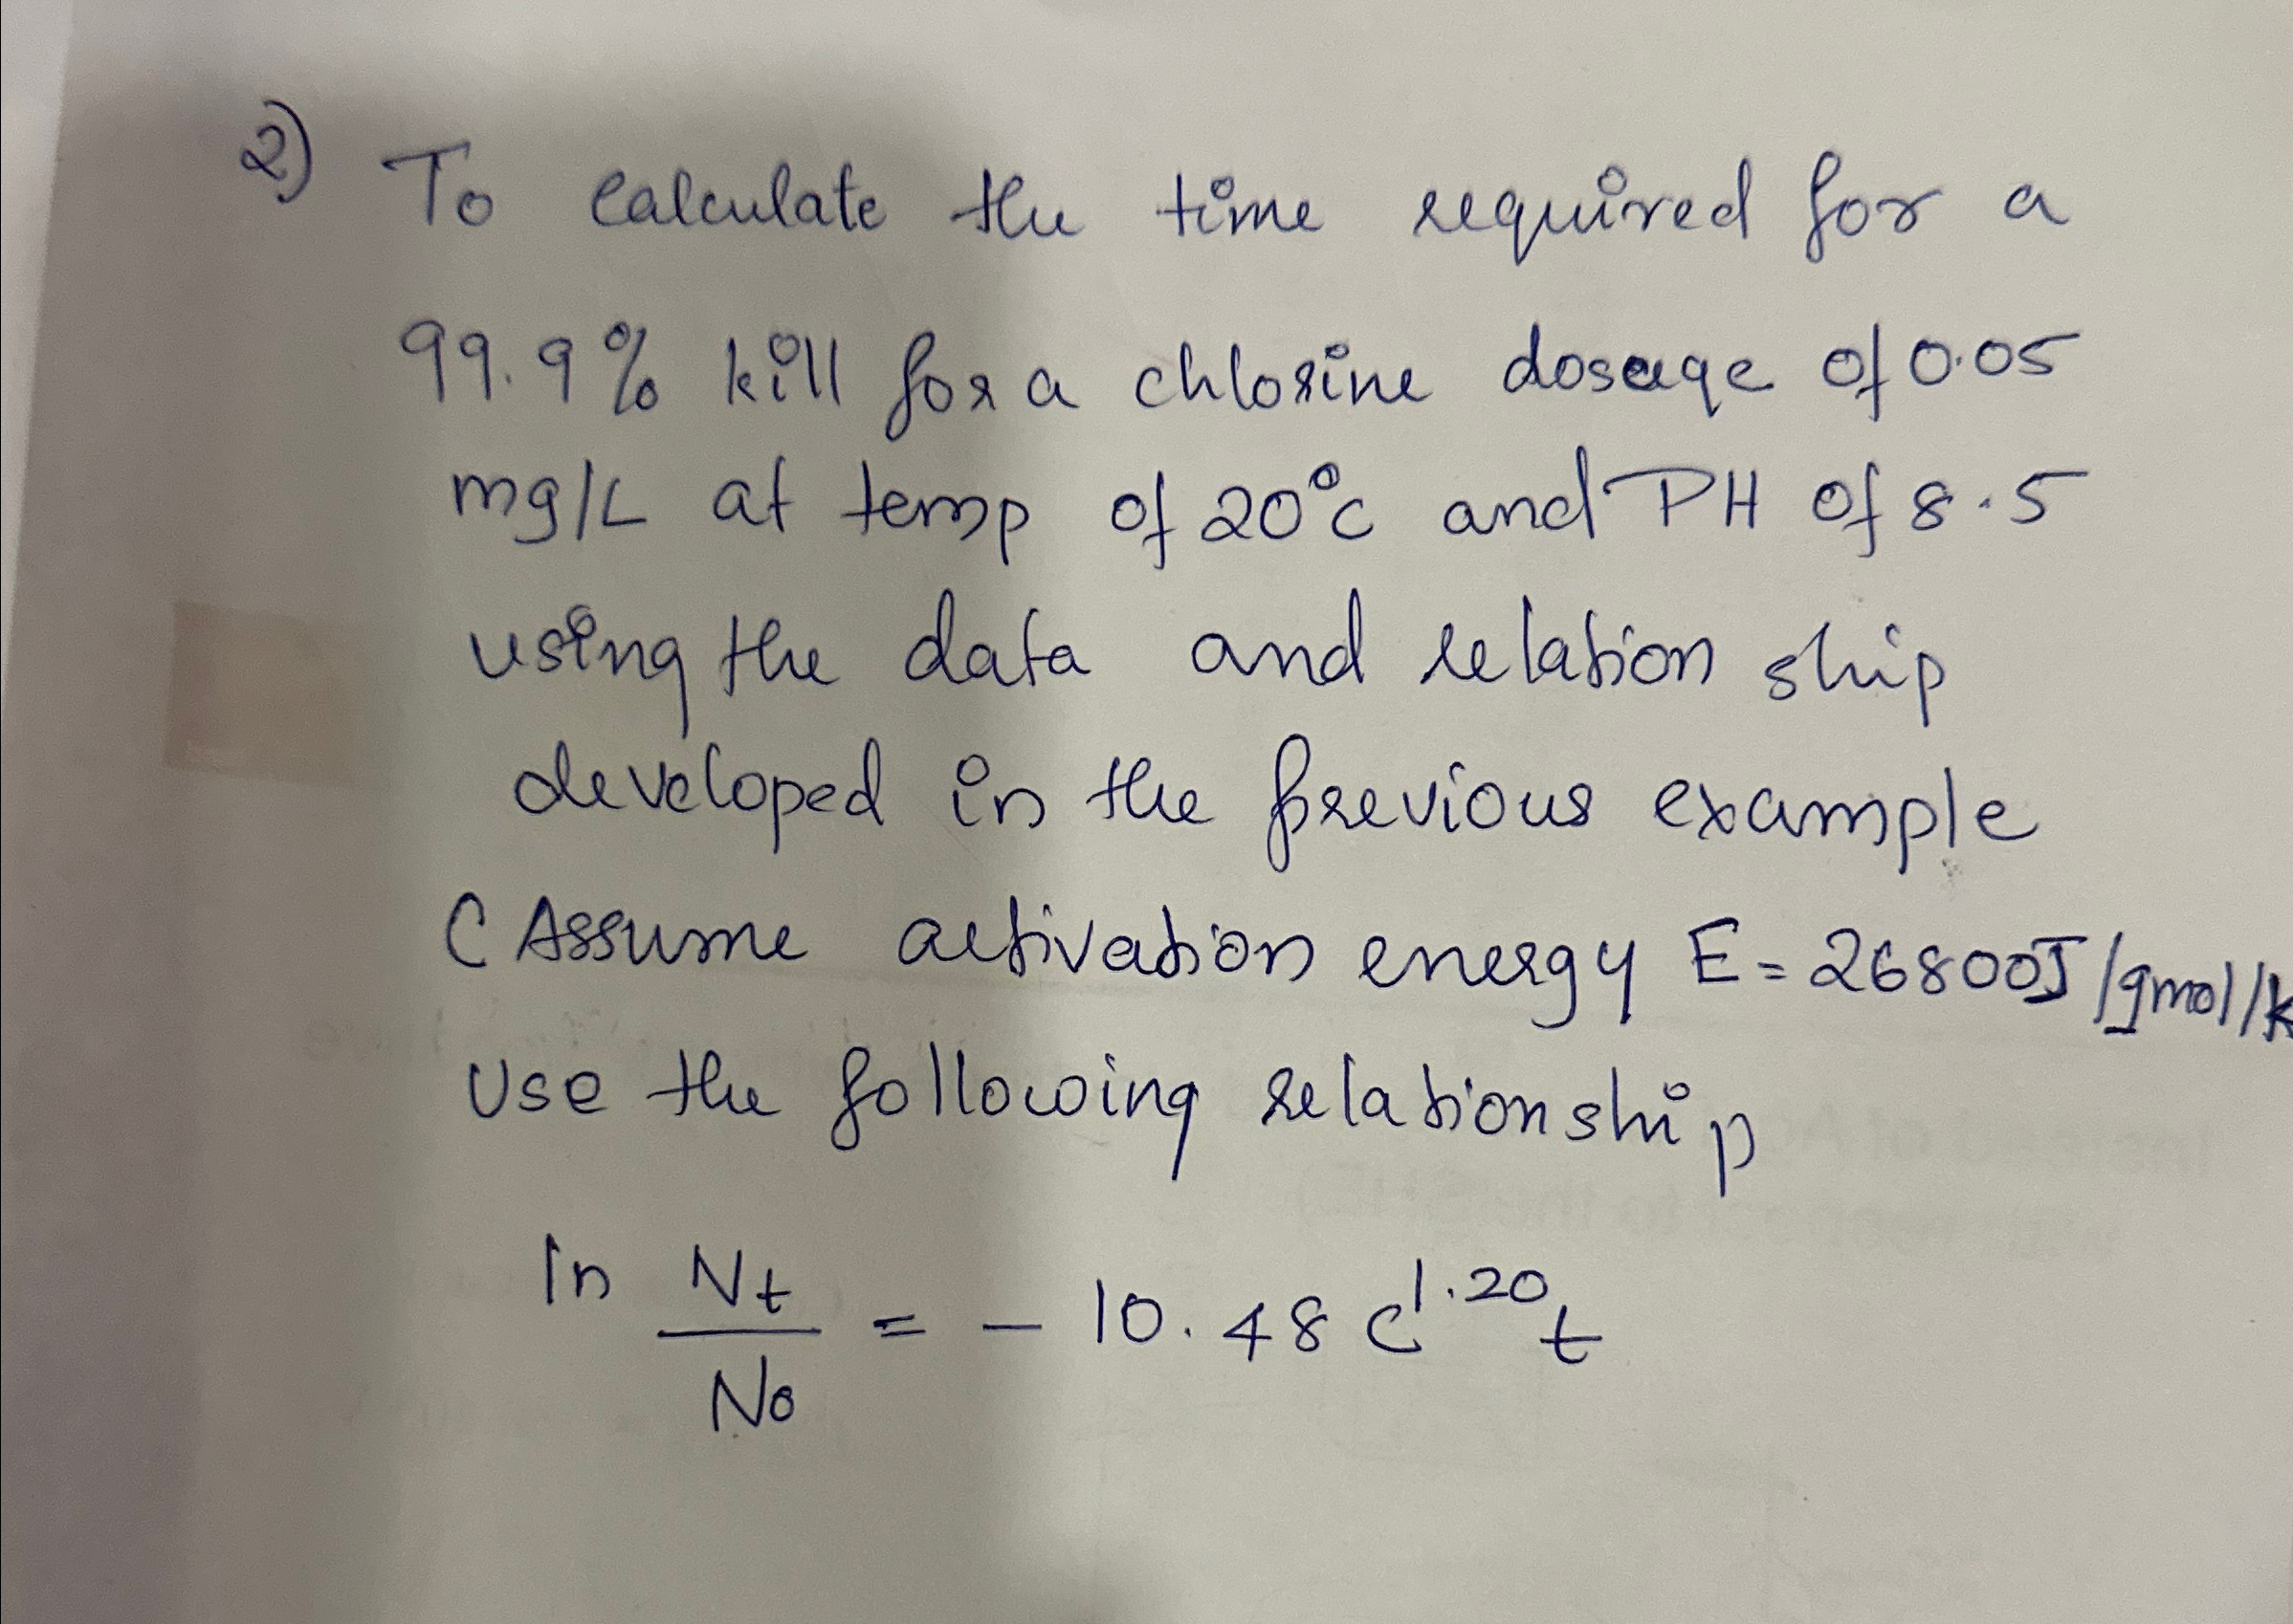 2) To calculate the time required for a
99.9% kill for a chlorine dosage of 0.05
mg/L at temp of 20°c and PH of 8.5
using the data and relation ship
developed in the previous example
( Assume activation energy E = 26800J/gmol/k
Use the following relationship
ln Nt/No = - 10.48 C^1.20 t